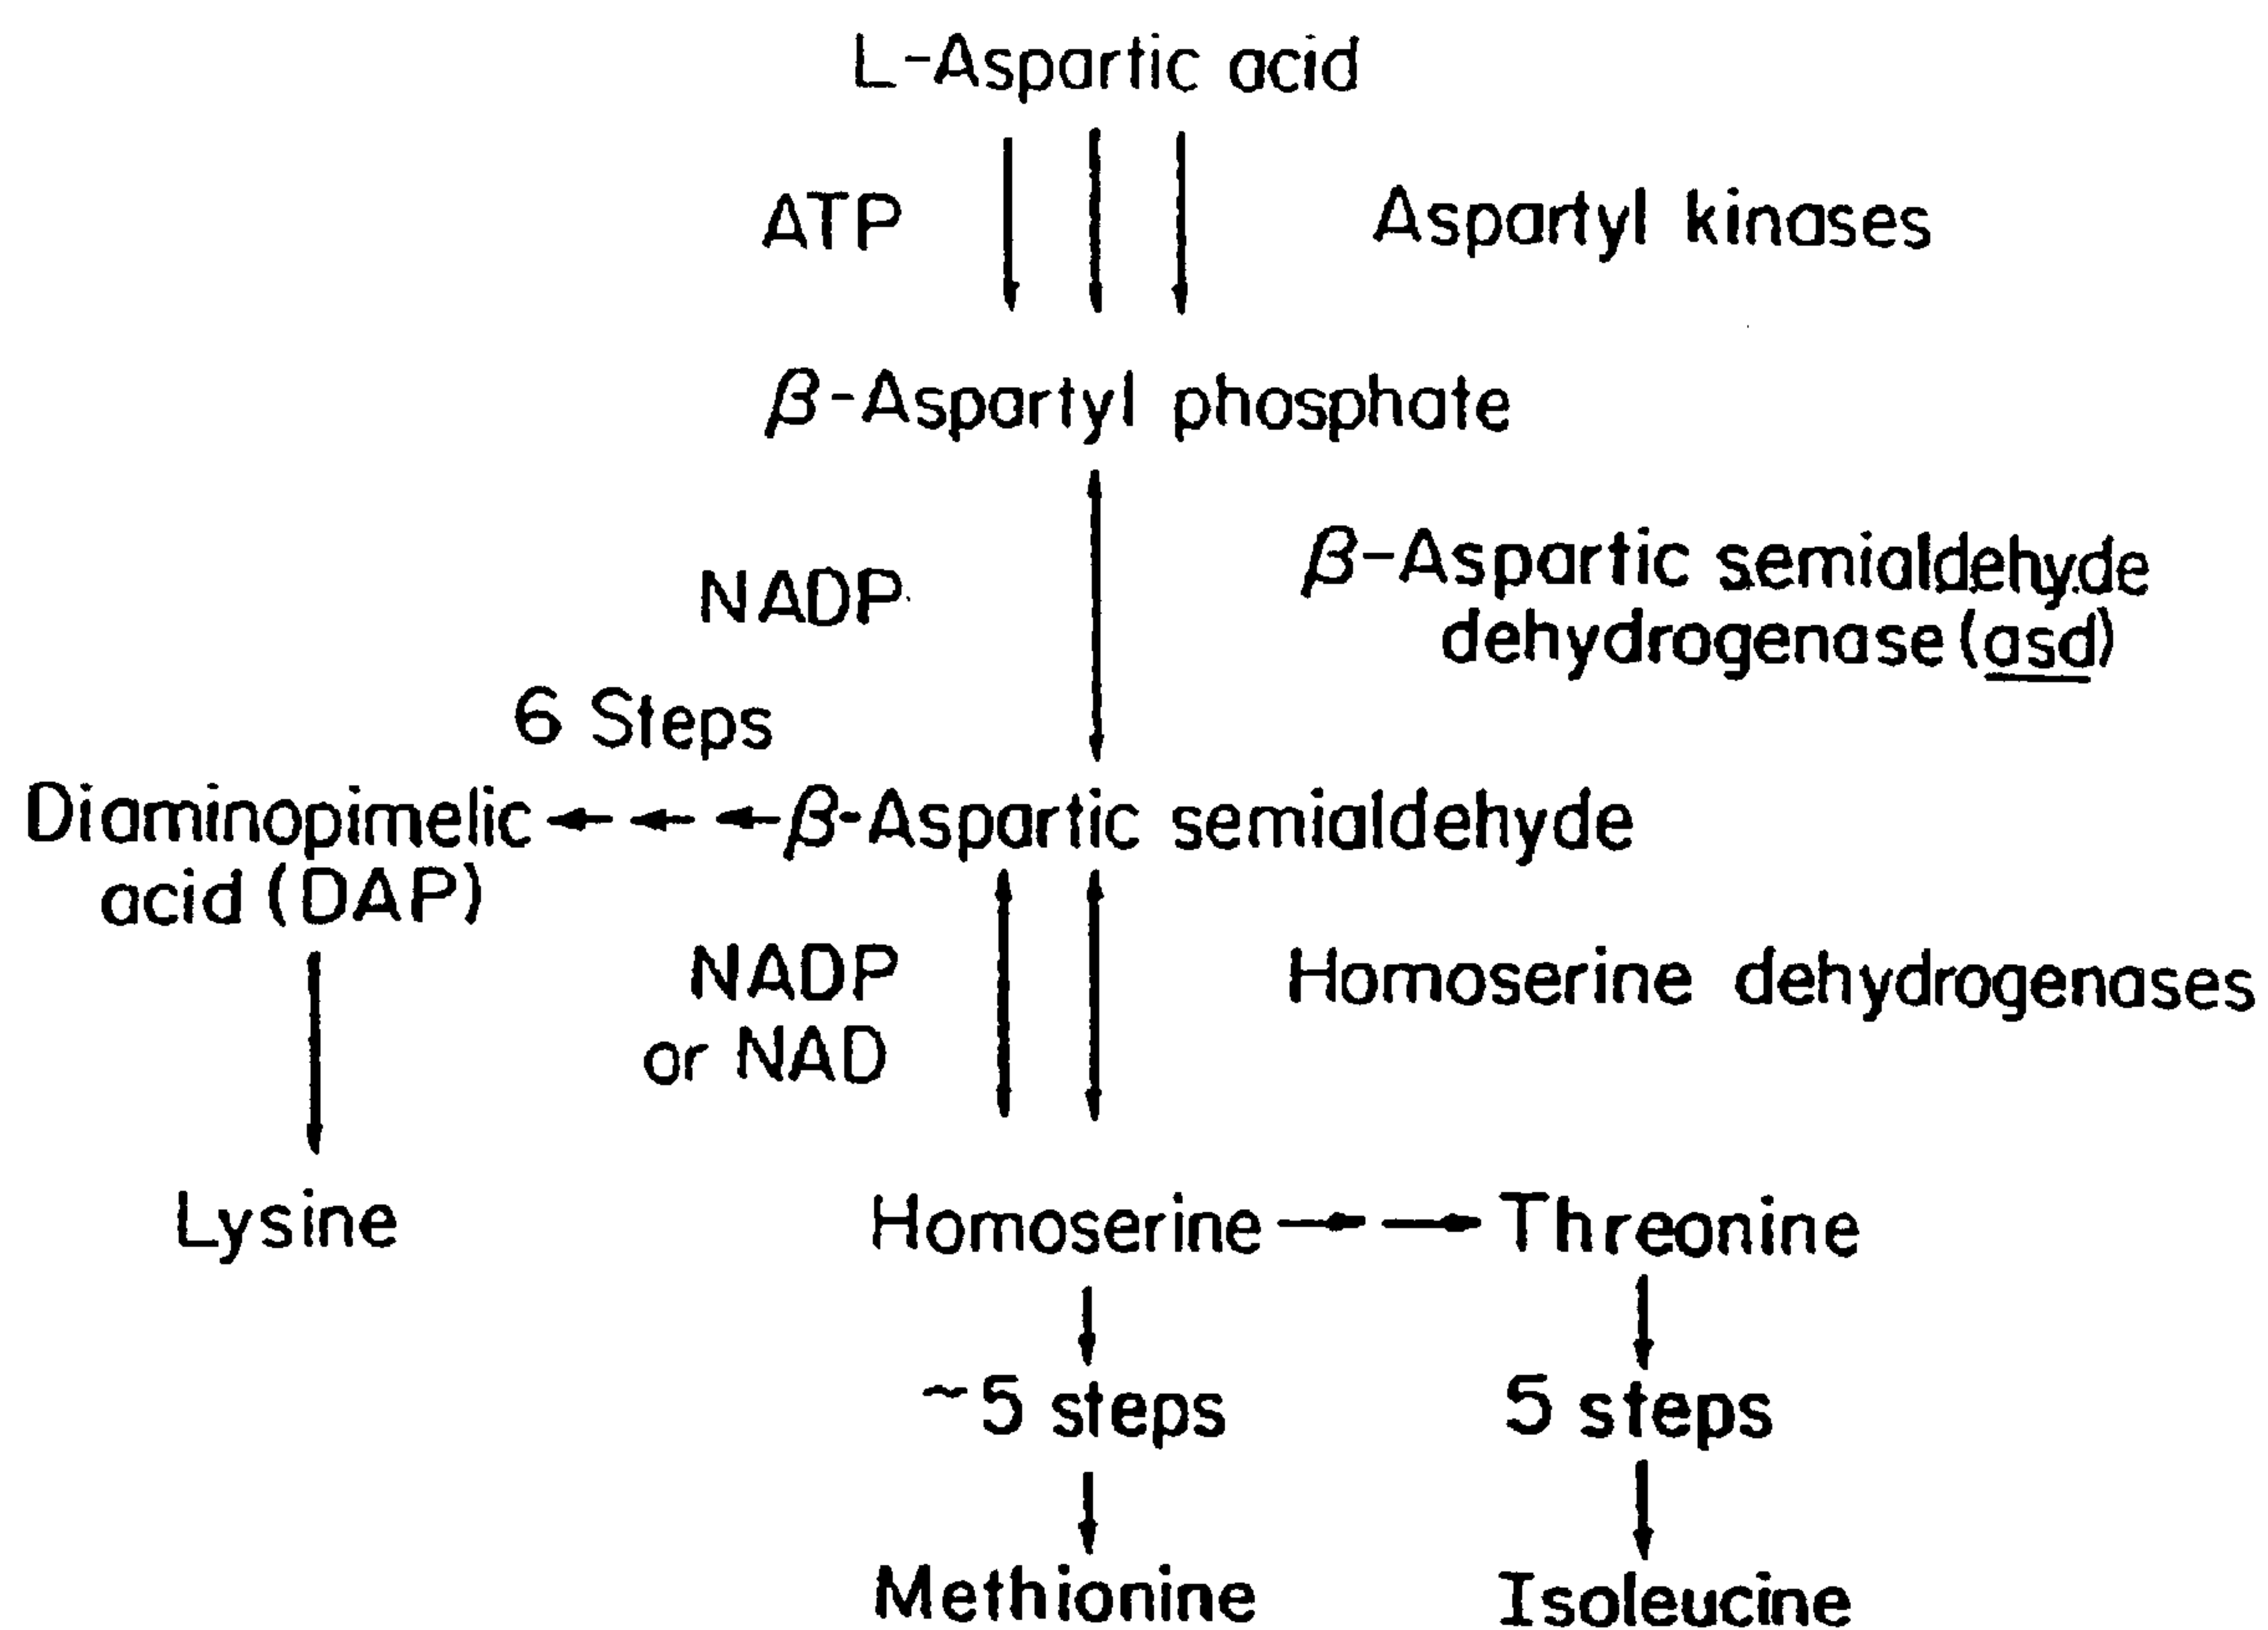 L-Aspartic acid
ATP
Aspartyl kinases
β-Aspartyl phosphate
NADP
β-Aspartic semialdehyde
dehydrogenase (asd)
6 Steps
Diaminopimelic
acid (DAP)
β-Aspartic semialdehyde
NADP
or NAD
Homoserine dehydrogenases
Lysine
Homoserine
Threonine
~5 steps
5 steps
Methionine
Isoleucine